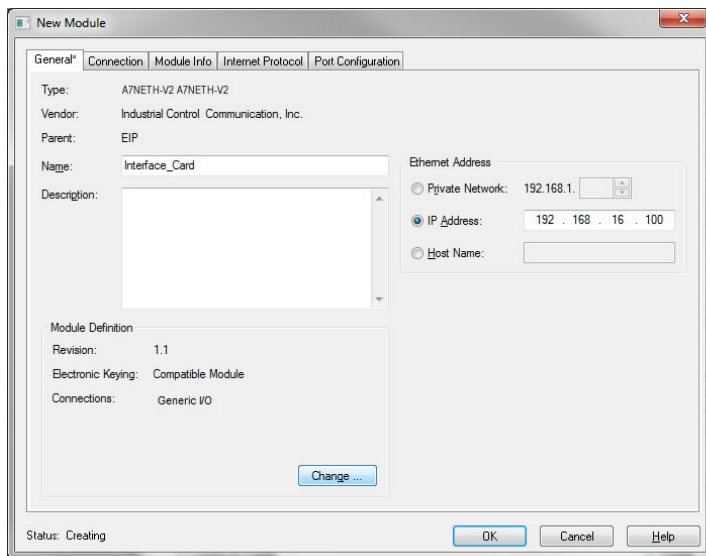 New Module
General* Connection Module Info Internet Protocol Port Configuration
Type: A7NETH-V2 A7NETH-V2
Vendor: Industrial Control Communication, Inc.
Parent: EIP
Name: Interface_Card
Description:
Ethernet Address
Private Network: 192.168.1.
IP Address: 192 . 168 . 16 . 100
Host Name:
Module Definition
Revision: 1.1
Electronic Keying: Compatible Module
Connections: Generic I/O
Change ...
Status: Creating
OK Cancel Help